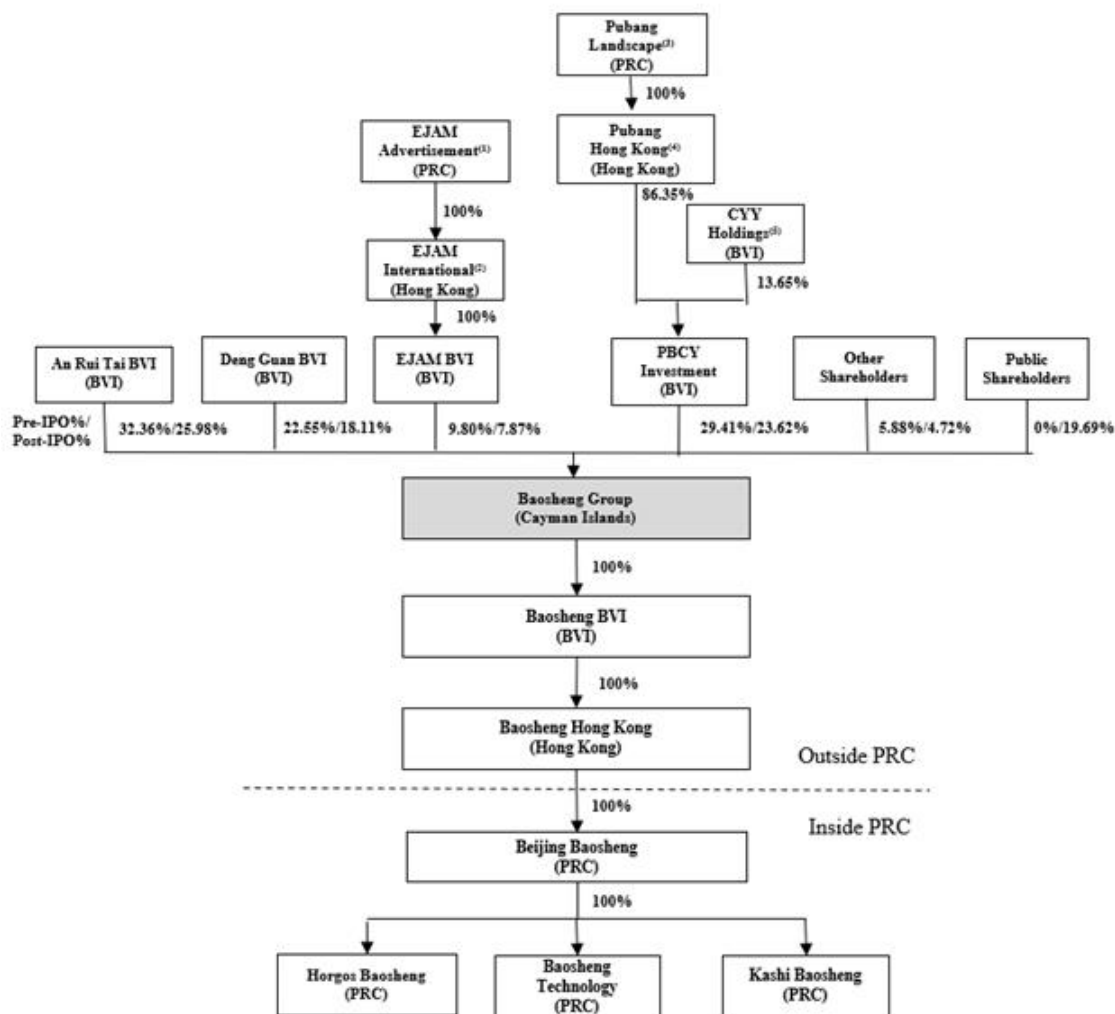 Pubang
Landscape(3)
(PRC)
100%
EJAM
Advertisement(1)
(PRC)
Pubang
Hong Kong(4)
(Hong Kong)
86.35%
100%
CYY
Holdings(5)
(BVI)
EJAM
International(2)
(Hong Kong)
13.65%
100%
An Rui Tai BVI
(BVI)
Deng Guan BVI
(BVI)
EJAM BVI
(BVI)
PBCY
Investment
(BVI)
Other
Shareholders
Public
Shareholders
Pre-IPO%/
Post-IPO%
32.36%/25.98%
22.55%/18.11%
9.80%/7.87%
29.41%/23.62%
5.88%/4.72%
0%/19.69%
Baosheng Group
(Cayman Islands)
100%
Baosheng BVI
(BVI)
100%
Baosheng Hong Kong
(Hong Kong)
Outside PRC
100%
Inside PRC
Beijing Baosheng
(PRC)
100%
Horgos Baosheng
(PRC)
Baosheng
Technology
(PRC)
Kashi Baosheng
(PRC)